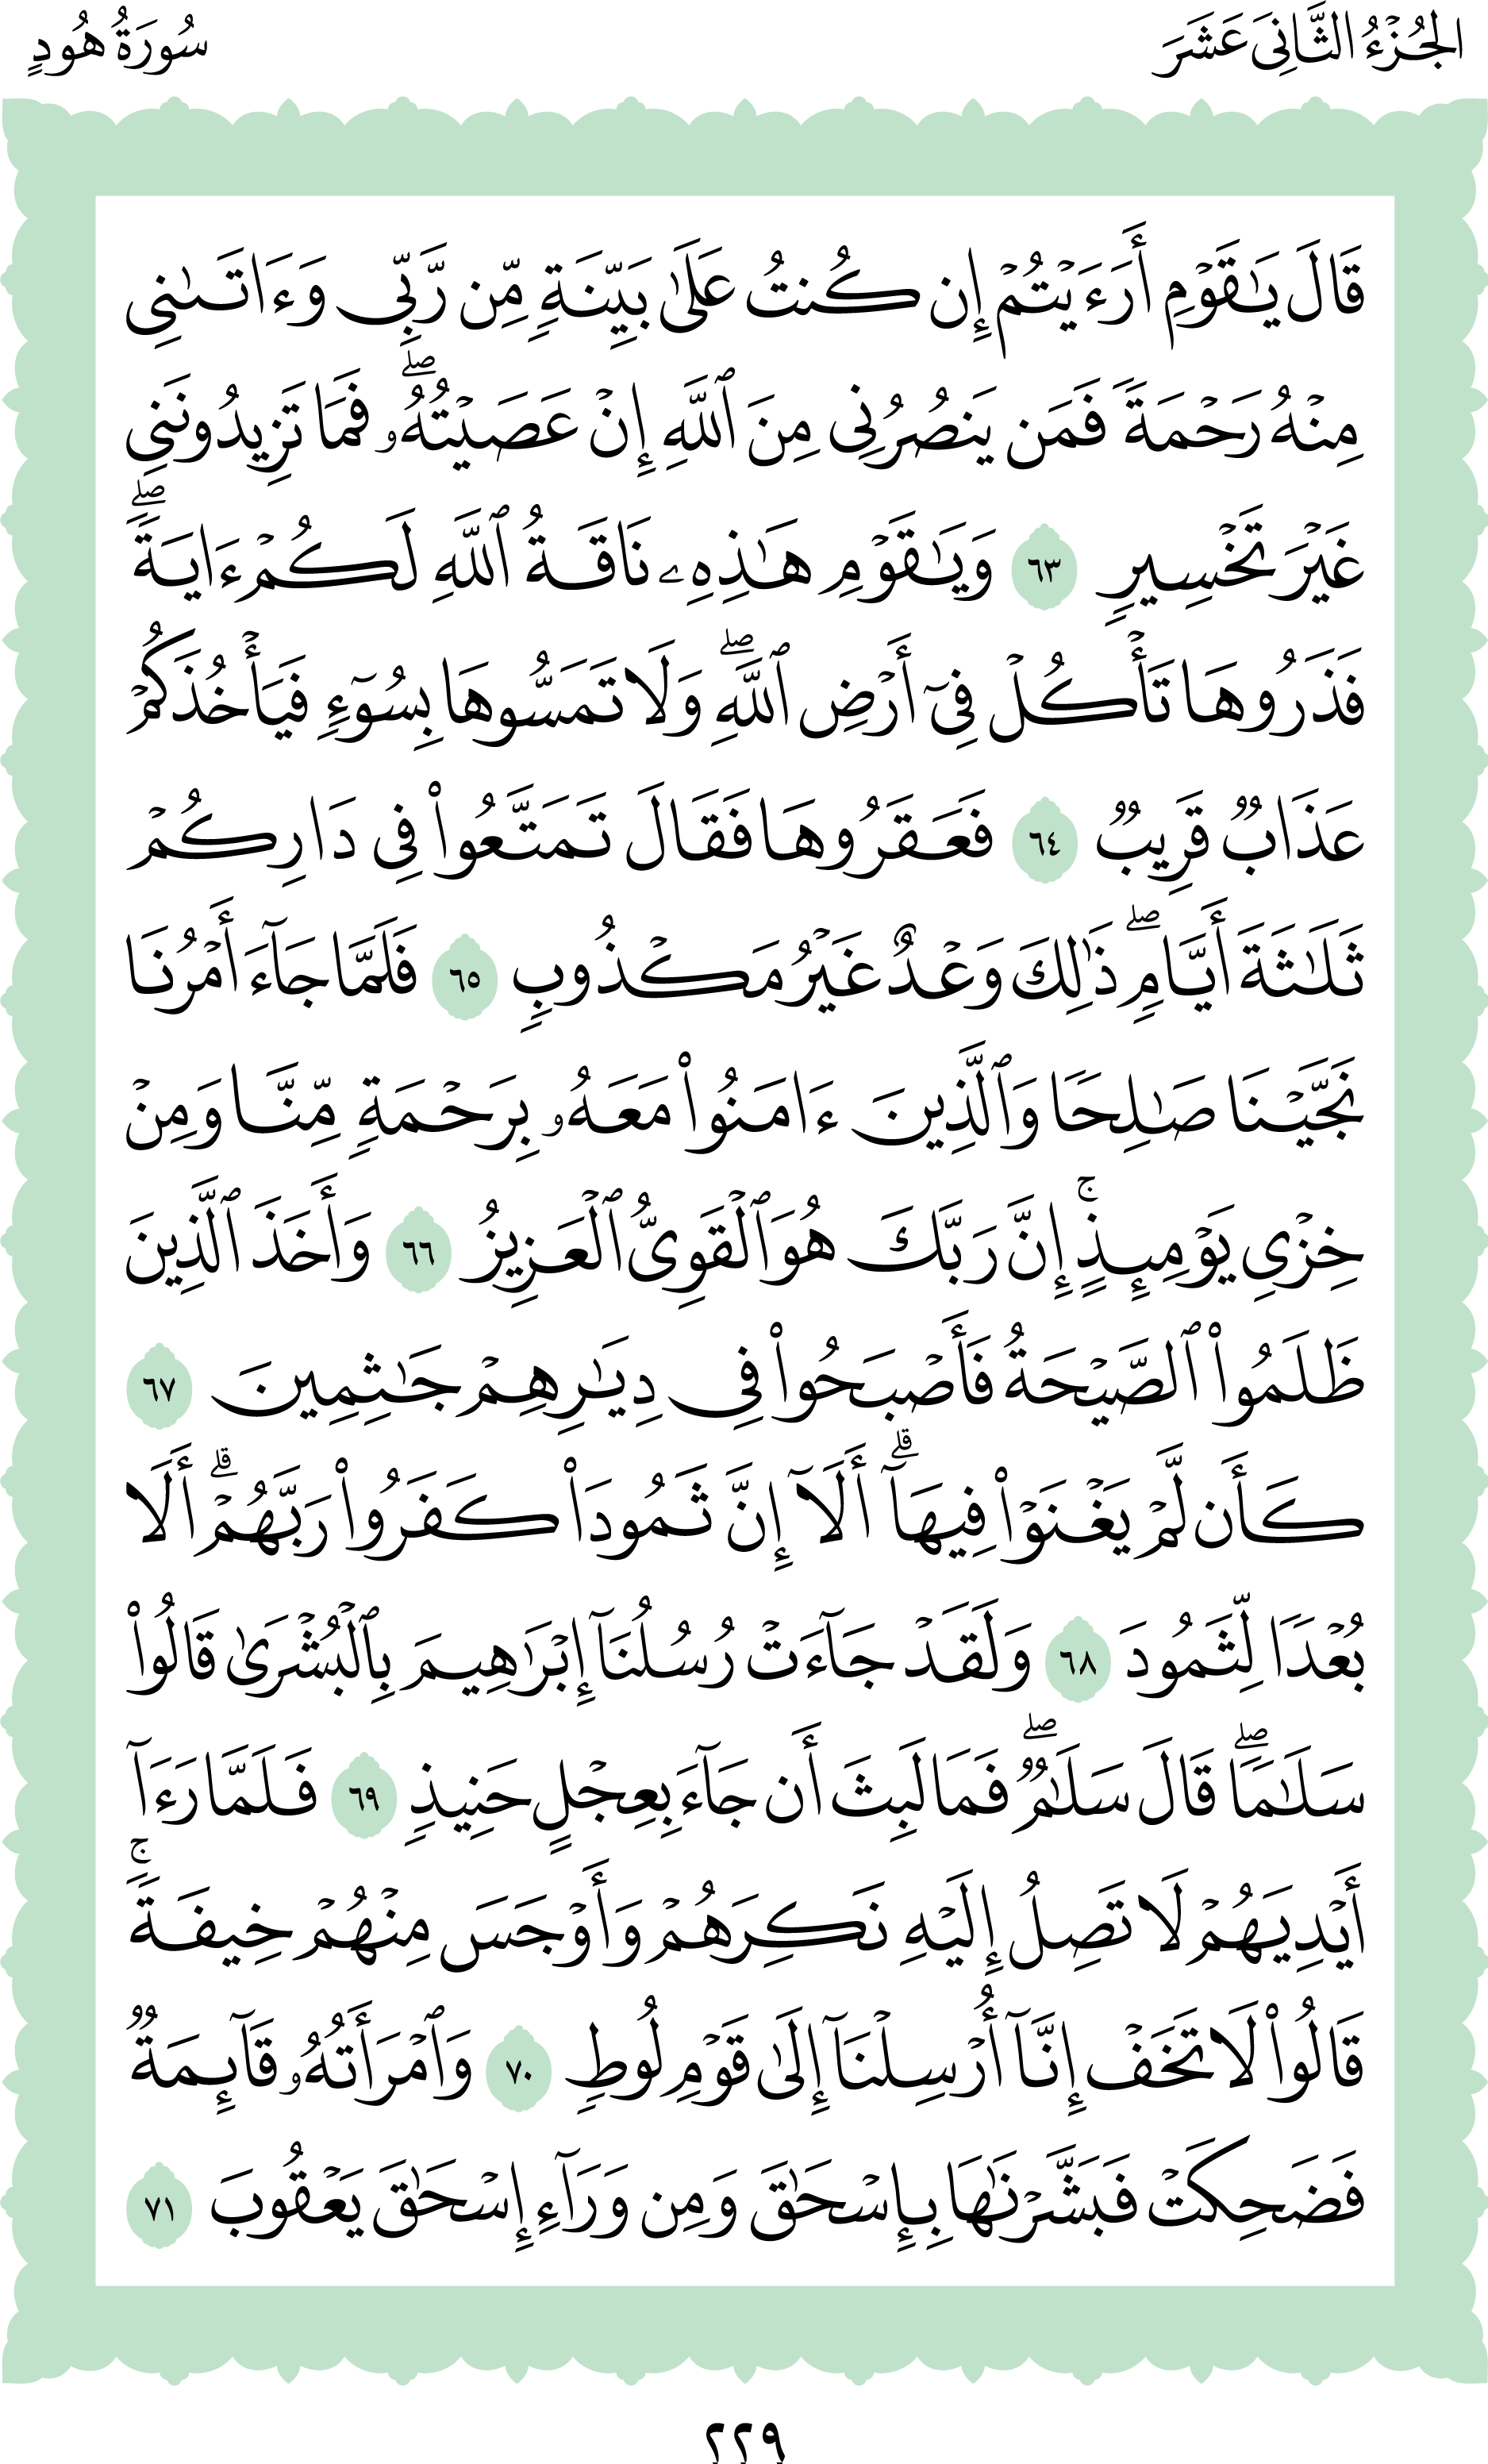 الجُزْءُ الثَّانِيَ عَشَرَ
سُورَةُ هُودٍ
قَالَ يَٰقَوْمِ أَرَءَيْتُمْ إِن كُنتُ عَلَىٰ بَيِّنَةٍ مِّن رَّبِّى وَءَاتَىٰنِى
مِنْهُ رَحْمَةً فَمَن يَنصُرُنِى مِنَ ٱللَّهِ إِنْ عَصَيْتُهُۥۖ فَمَا تَزِيدُونَنِى
غَيْرَ تَخْسِيرٍ ٦٣ وَيَٰقَوْمِ هَٰذِهِۦ نَاقَةُ ٱللَّهِ لَكُمْ ءَايَةًۖ
فَذَرُوهَا تَأْكُلْ فِىٓ أَرْضِ ٱللَّهِۖ وَلَا تَمَسُّوهَا بِسُوٓءٍ فَيَأْخُذَكُمْ
عَذَابٌ قَرِيبٌ ٦٤ فَعَقَرُوهَا فَقَالَ تَمَتَّعُوا۟ فِى دَارِكُمْ
ثَلَٰثَةَ أَيَّامٍۖ ذَٰلِكَ وَعْدٌ غَيْرُ مَكْذُوبٍ ٦٥ فَلَمَّا جَآءَ أَمْرُنَا
نَجَّيْنَا صَٰلِحًا وَٱلَّذِينَ ءَامَنُوا۟ مَعَهُۥ بِرَحْمَةٍ مِّنَّا وَمِنْ
خِزْىِ يَوْمِئِذٍۚ إِنَّ رَبَّكَ هُوَ ٱلْقَوِىُّ ٱلْعَزِيزُ ٦٦ وَأَخَذَ ٱلَّذِينَ
ظَلَمُوا۟ ٱلصَّيْحَةُ فَأَصْبَحُوا۟ فِى دِيَٰرِهِمْ جَٰثِمِينَ ٦٧
كَأَن لَّمْ يَغْنَوْا۟ فِيهَآۗ أَلَآ إِنَّ ثَمُودَا۟ كَفَرُوا۟ رَبَّهُمْۗ أَلَا
بُعْدًا لِّثَمُودَ ٦٨ وَلَقَدْ جَآءَتْ رُسُلُنَآ إِبْرَٰهِيمَ بِٱلْبُشْرَىٰ قَالُوا۟
سَلَٰمًاۖ قَالَ سَلَٰمٌۖ فَمَا لَبِثَ أَن جَآءَ بِعِجْلٍ حَنِيذٍ ٦٩ فَلَمَّا رَءَآ
أَيْدِيَهُمْ لَا تَصِلُ إِلَيْهِ نَكِرَهُمْ وَأَوْجَسَ مِنْهُمْ خِيفَةًۚ
قَالُوا۟ لَا تَخَفْ إِنَّآ أُرْسِلْنَآ إِلَىٰ قَوْمِ لُوطٍ ٧٠ وَٱمْرَأَتُهُۥ قَآئِمَةٌ
فَضَحِكَتْ فَبَشَّرْنَٰهَا بِإِسْحَٰقَ وَمِن وَرَآءِ إِسْحَٰقَ يَعْقُوبَ ٧١
٢٢٩